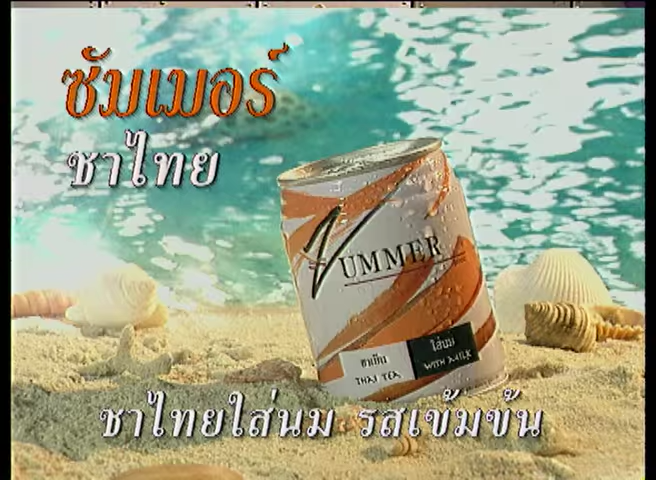 ซัมเมอร์
ชาไทย
ZUMMER
ชาเย็น
THAI TEA
ใส่นม
WITH MILK
ชาไทยใส่นม รสเข้มข้น